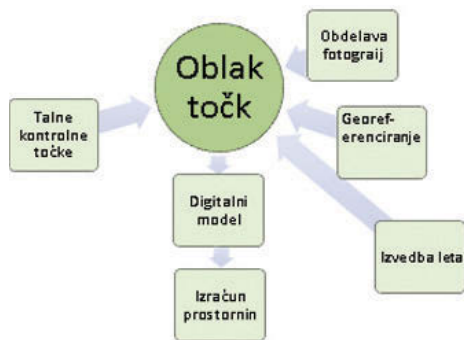 Oblak
točk
Obdelava
fotograij
Talne
kontrolne
točke
Georef-
erenciranje
Digitalni
model
Izvedba leta
Izračun
prostornin